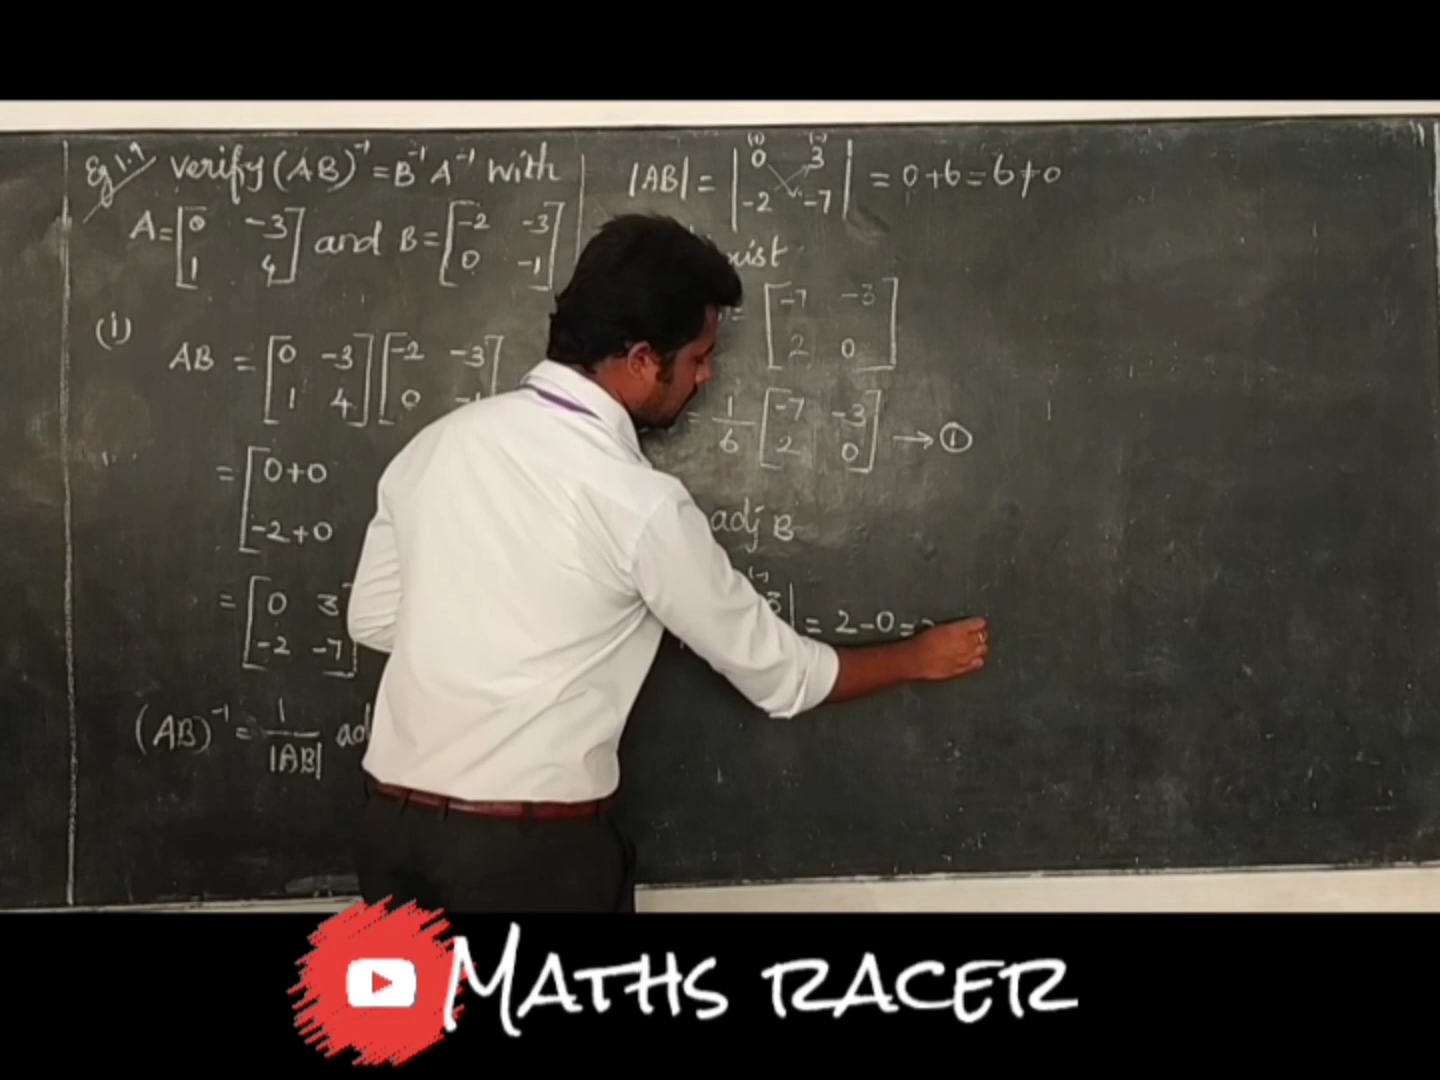 Eg 1.9 Verify (AB)⁻¹ = B⁻¹ A⁻¹ with
A = [0 -3
1 4] and B = [-2 -3
0 -1]
(i)
AB = [0 -3
1 4] [-2 -3
0 -1]
= [0+0
-2+0
= [0 3
-2 -7]
(AB)⁻¹ = 1/|AB|
|AB| = |0 3
-2 -7| = 0+6 = 6 ≠ 0
= [-7 -3
2 0]
= 1/6 [-7 -3
2 0] → ①
adj B
= 2-0 =
MATHS RACER